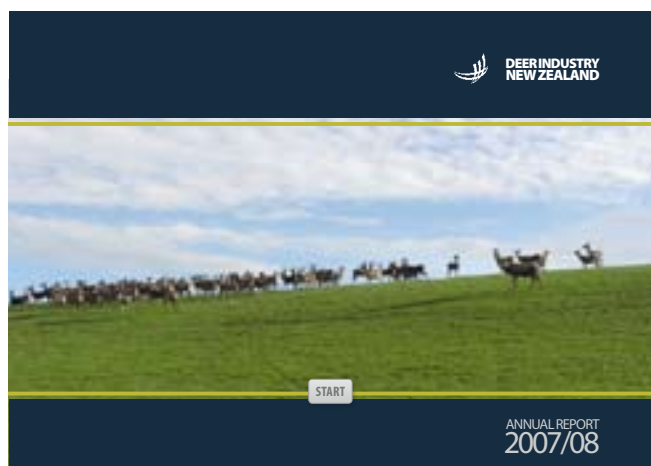 DEER INDUSTRY
NEW ZEALAND
START
ANNUAL REPORT
2007/08